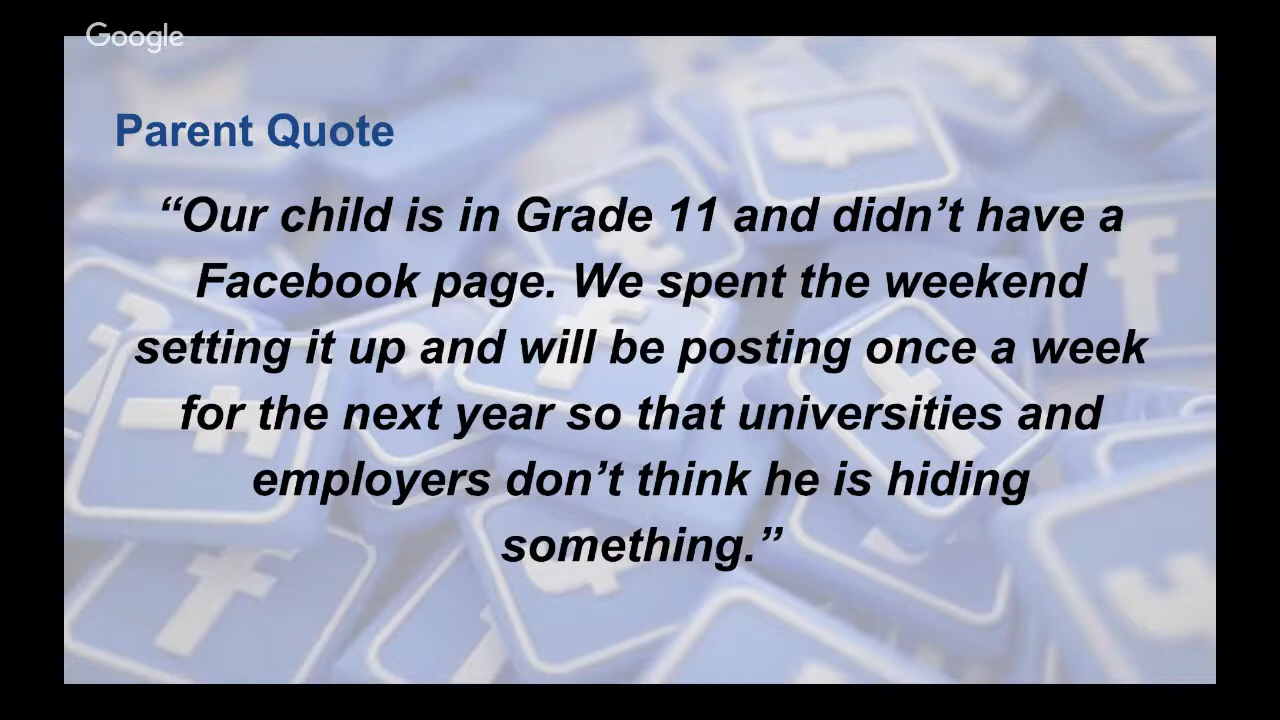 Google
Parent Quote
“Our child is in Grade 11 and didn’t have a
Facebook page. We spent the weekend
setting it up and will be posting once a week
for the next year so that universities and
employers don’t think he is hiding
something.”